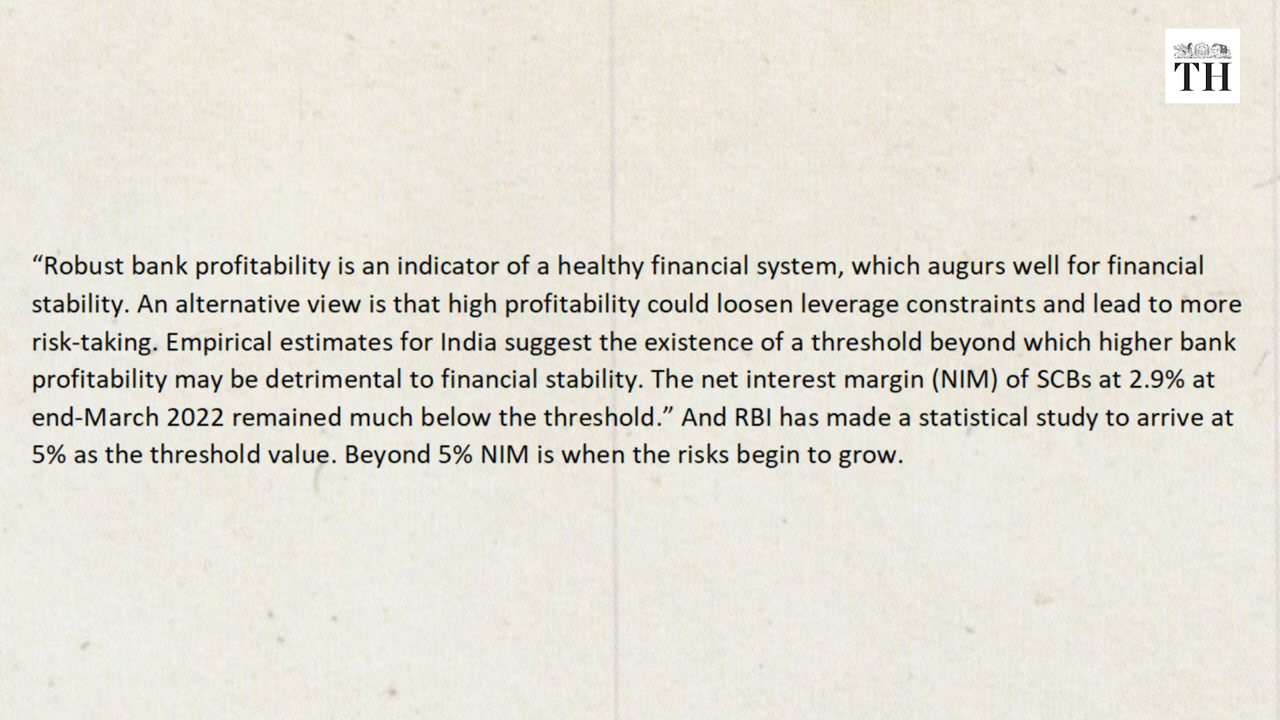 TH
“Robust bank profitability is an indicator of a healthy financial system, which augurs well for financial
stability. An alternative view is that high profitability could loosen leverage constraints and lead to more
risk-taking. Empirical estimates for India suggest the existence of a threshold beyond which higher bank
profitability may be detrimental to financial stability. The net interest margin (NIM) of SCBs at 2.9% at
end-March 2022 remained much below the threshold.” And RBI has made a statistical study to arrive at
5% as the threshold value. Beyond 5% NIM is when the risks begin to grow.